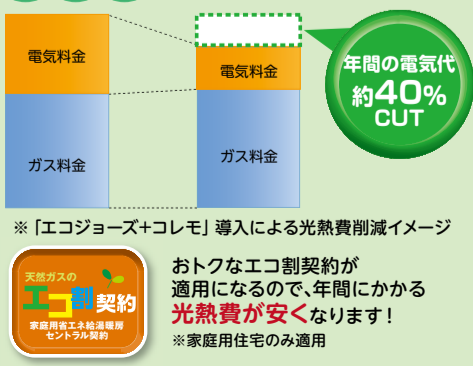 電気料金
電気料金
年間の電気代
約40%
CUT
ガス料金
ガス料金
※「エコジョーズ+コレモ」導入による光熱費削減イメージ
天然ガスの
エコ割契約
家庭用省エネ給湯暖房
セントラル契約
おトクなエコ割契約が
適用になるので、年間にかかる
光熱費が安くなります!
※家庭用住宅のみ適用